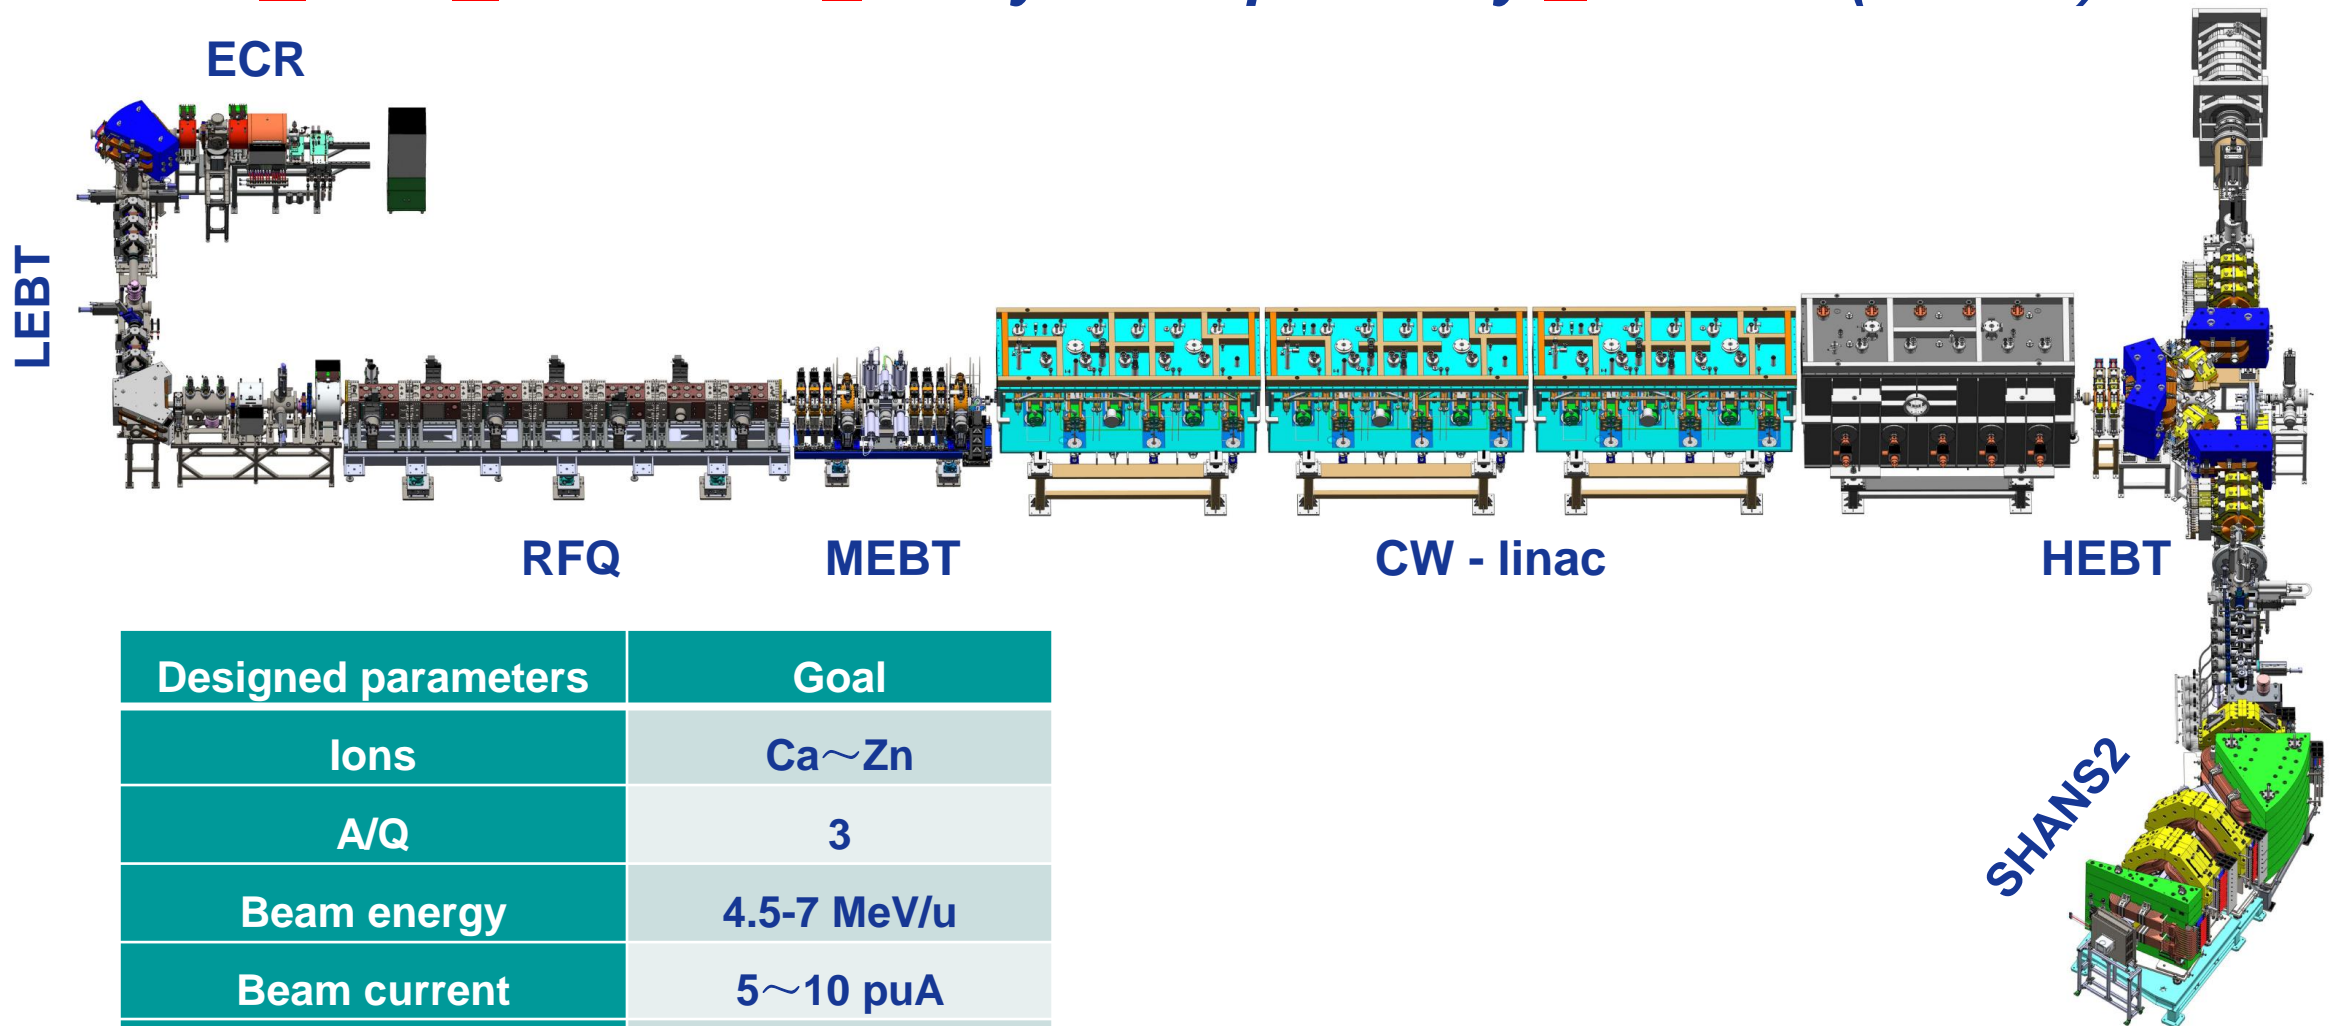 ECR
LEBT
RFQ
MEBT
CW - linac
HEBT
SHANS2
Designed parameters Goal
Ions Ca～Zn
A/Q 3
Beam energy 4.5-7 MeV/u
Beam current 5～10 puA